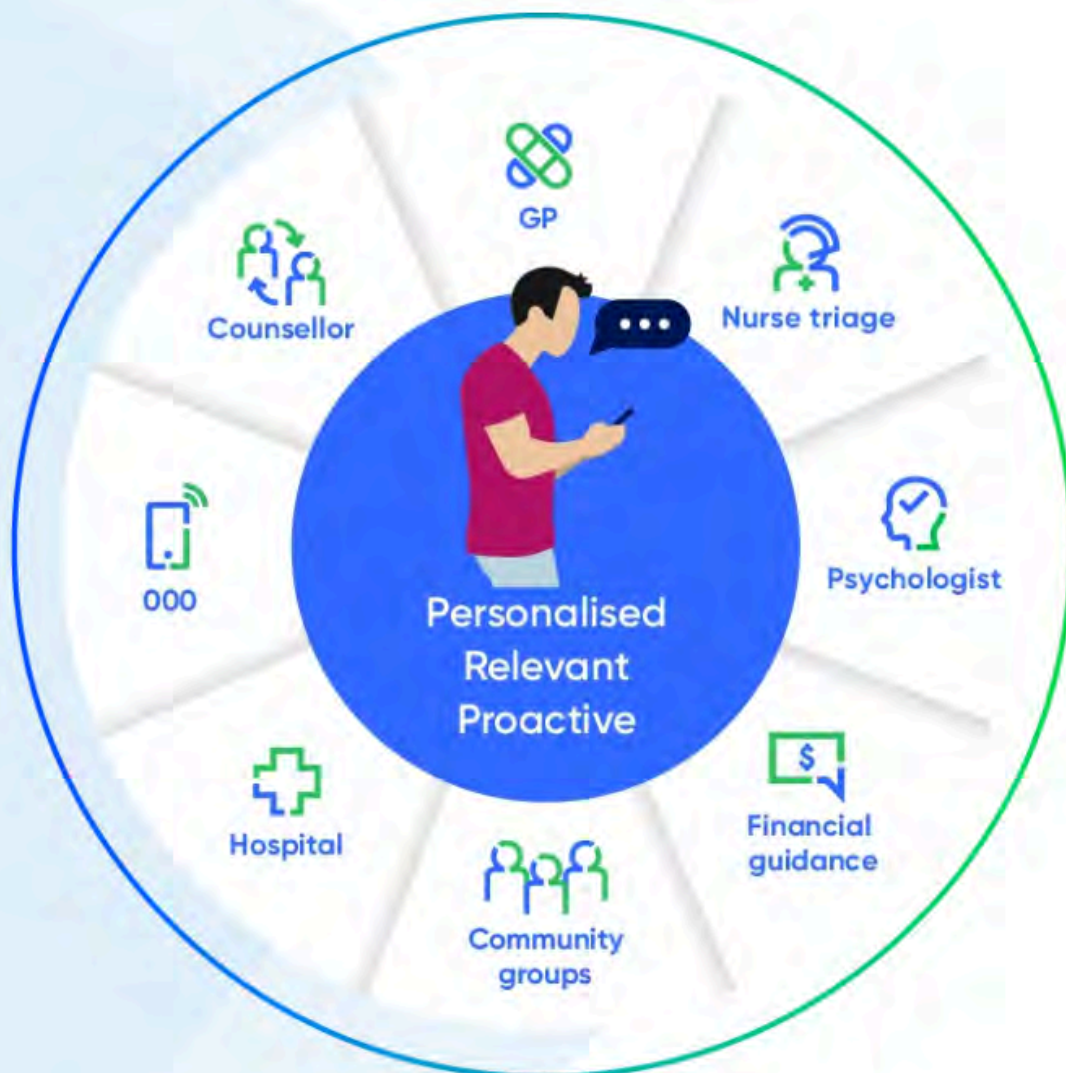 GP
Nurse triage
Psychologist
Financial
guidance
Community
groups
Hospital
000
Counsellor
Personalised
Relevant
Proactive
$